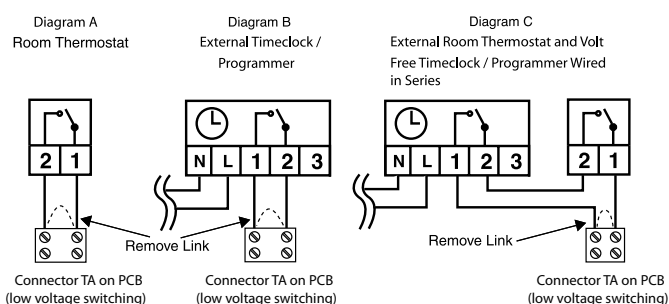 Diagram A
Room Thermostat
2 1
Connector TA on PCB
(low voltage switching)
Diagram B
External Timeclock /
Programmer
N L 1 2 3
Remove Link
Connector TA on PCB
(low voltage switching)
Diagram C
External Room Thermostat and Volt
Free Timeclock / Programmer Wired
in Series
N L 1 2 3
2 1
Remove Link
Connector TA on PCB
(low voltage switching)